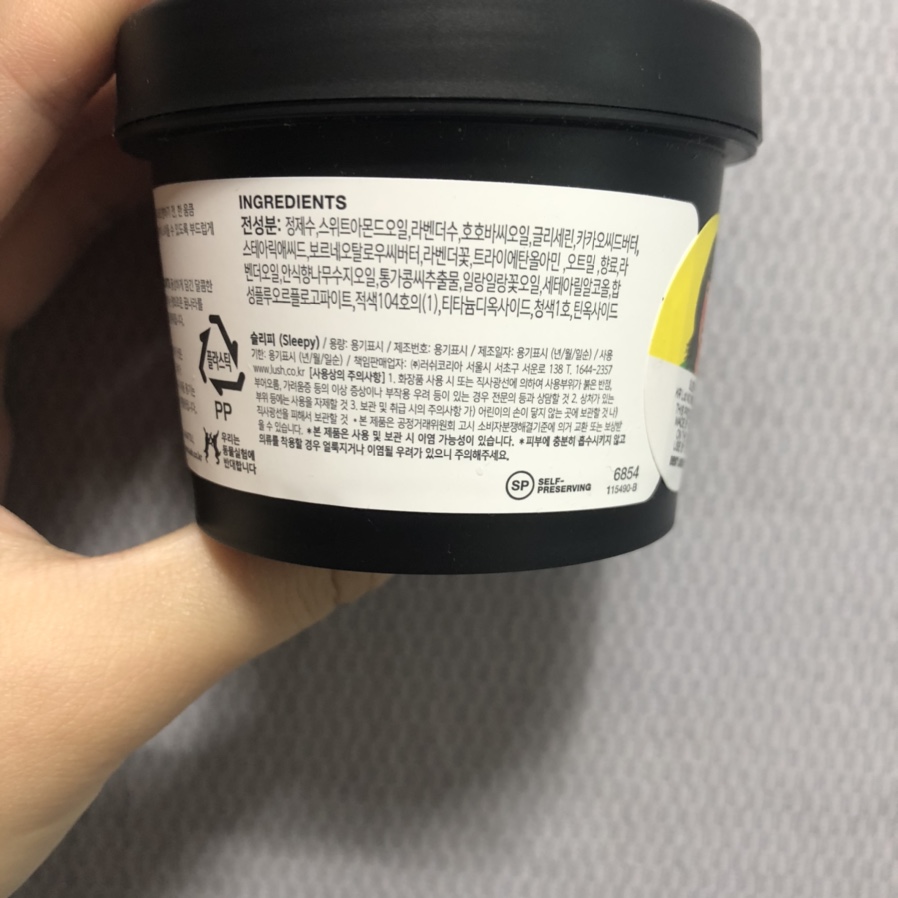 INGREDIENTS
전성분: 정제수,스위트아몬드오일,라벤더수,호호바씨오일,글리세린,카카오씨드버터,
스테아릭애씨드,보르네오탈로우씨버터,라벤더꽃,트라이에탄올아민,오트밀,향료,라
벤더오일,안식향나무수지오일,통가콩씨추출물,일랑일랑꽃오일,세테아릴알코올,합
성플루오르플로고파이트,적색104호의(1),티타늄디옥사이드,청색1호,틴옥사이드
슬리피 (Sleepy) / 용량: 용기표시 / 제조번호: 용기표시 / 제조일자: 용기표시 (년/월/일순) / 사용
기한: 용기표시 (년/월/일순) / 책임판매업자: ㈜러쉬코리아 서울시 서초구 서운로 138 T. 1644-2357
www.lush.co.kr [사용상의 주의사항] 1. 화장품 사용 시 또는 직사광선에 의하여 사용부위가 붉은 반점,
부어오름, 가려움증 등의 이상 증상이나 부작용 우려 등이 있는 경우 전문의 등과 상담할 것 2. 상처가 있는
부위 등에는 사용을 자제할 것 3. 보관 및 취급 시의 주의사항 가) 어린이의 손이 닿지 않는 곳에 보관할 것 나)
직사광선을 피해서 보관할 것 • 본 제품은 공정거래위원회 고시 소비자분쟁해결기준에 의거 교환 또는 보상받
을 수 있습니다. *본 제품은 사용 및 보관 시 이염 가능성이 있습니다. *피부에 충분히 흡수시키지 않고
의류를 착용할 경우 얼룩지거나 이염될 우려가 있으니 주의해주세요.
플라스틱
PP
우리는
동물실험에
반대합니다
SP
SELF-
PRESERVING
6854
115490-B